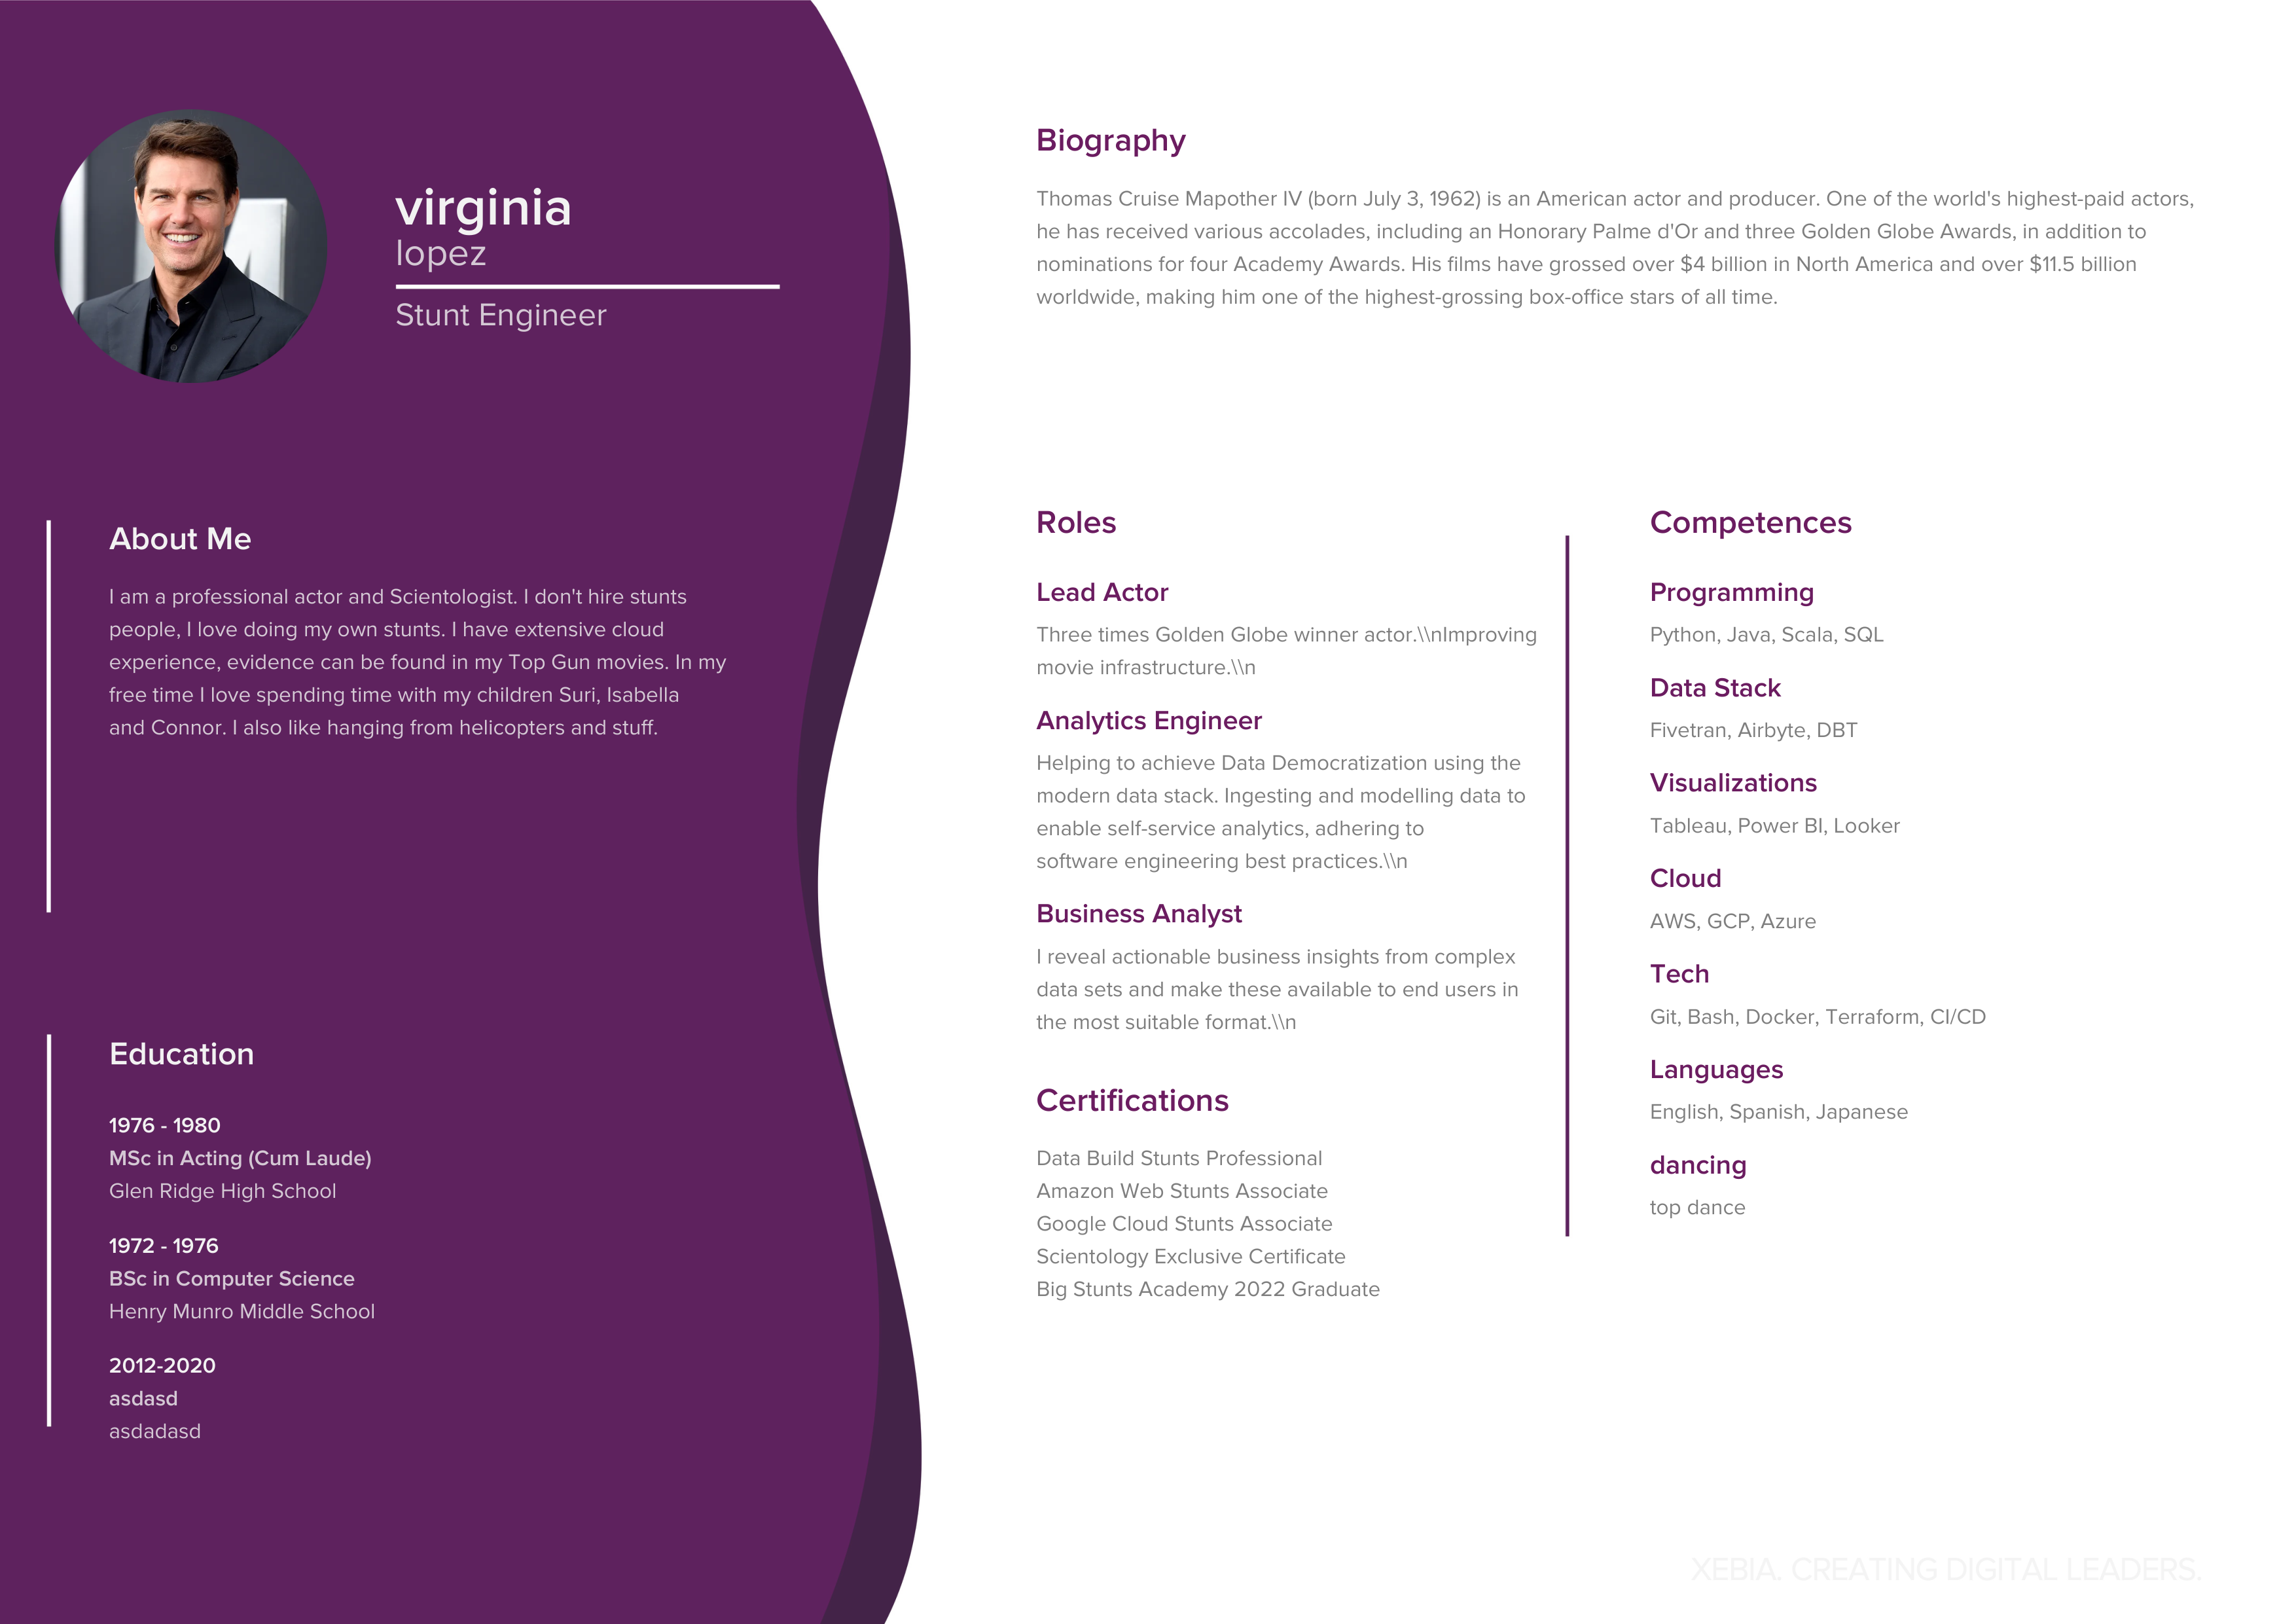 virginia
lopez
Stunt Engineer
About Me
I am a professional actor and Scientologist. I don't hire stunts
people, I love doing my own stunts. I have extensive cloud
experience, evidence can be found in my Top Gun movies. In my
free time I love spending time with my children Suri, Isabella
and Connor. I also like hanging from helicopters and stuff.
Education
1976 - 1980
MSc in Acting (Cum Laude)
Glen Ridge High School
1972 - 1976
BSc in Computer Science
Henry Munro Middle School
2012-2020
asdasd
asdadasd
Biography
Thomas Cruise Mapother IV (born July 3, 1962) is an American actor and producer. One of the world's highest-paid actors,
he has received various accolades, including an Honorary Palme d'Or and three Golden Globe Awards, in addition to
nominations for four Academy Awards. His films have grossed over $4 billion in North America and over $11.5 billion
worldwide, making him one of the highest-grossing box-office stars of all time.
Roles
Lead Actor
Three times Golden Globe winner actor.\\nImproving
movie infrastructure.\\n
Analytics Engineer
Helping to achieve Data Democratization using the
modern data stack. Ingesting and modelling data to
enable self-service analytics, adhering to
software engineering best practices.\\n
Business Analyst
I reveal actionable business insights from complex
data sets and make these available to end users in
the most suitable format.\\n
Certifications
Data Build Stunts Professional
Amazon Web Stunts Associate
Google Cloud Stunts Associate
Scientology Exclusive Certificate
Big Stunts Academy 2022 Graduate
Competences
Programming
Python, Java, Scala, SQL
Data Stack
Fivetran, Airbyte, DBT
Visualizations
Tableau, Power BI, Looker
Cloud
AWS, GCP, Azure
Tech
Git, Bash, Docker, Terraform, CI/CD
Languages
English, Spanish, Japanese
dancing
top dance
XEBIA. CREATING DIGITAL LEADERS.